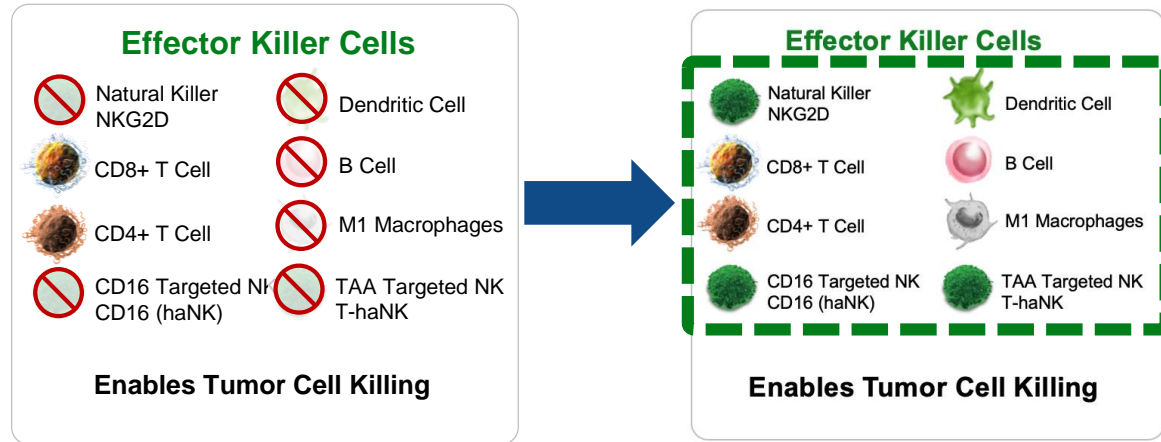 Effector Killer Cells
Natural Killer
NKG2D
Dendritic Cell
CD8+ T Cell
B Cell
CD4+ T Cell
M1 Macrophages
CD16 Targeted NK
CD16 (haNK)
TAA Targeted NK
T-haNK
Enables Tumor Cell Killing
Effector Killer Cells
Natural Killer
NKG2D
Dendritic Cell
CD8+ T Cell
B Cell
CD4+ T Cell
M1 Macrophages
CD16 Targeted NK
CD16 (haNK)
TAA Targeted NK
T-haNK
Enables Tumor Cell Killing